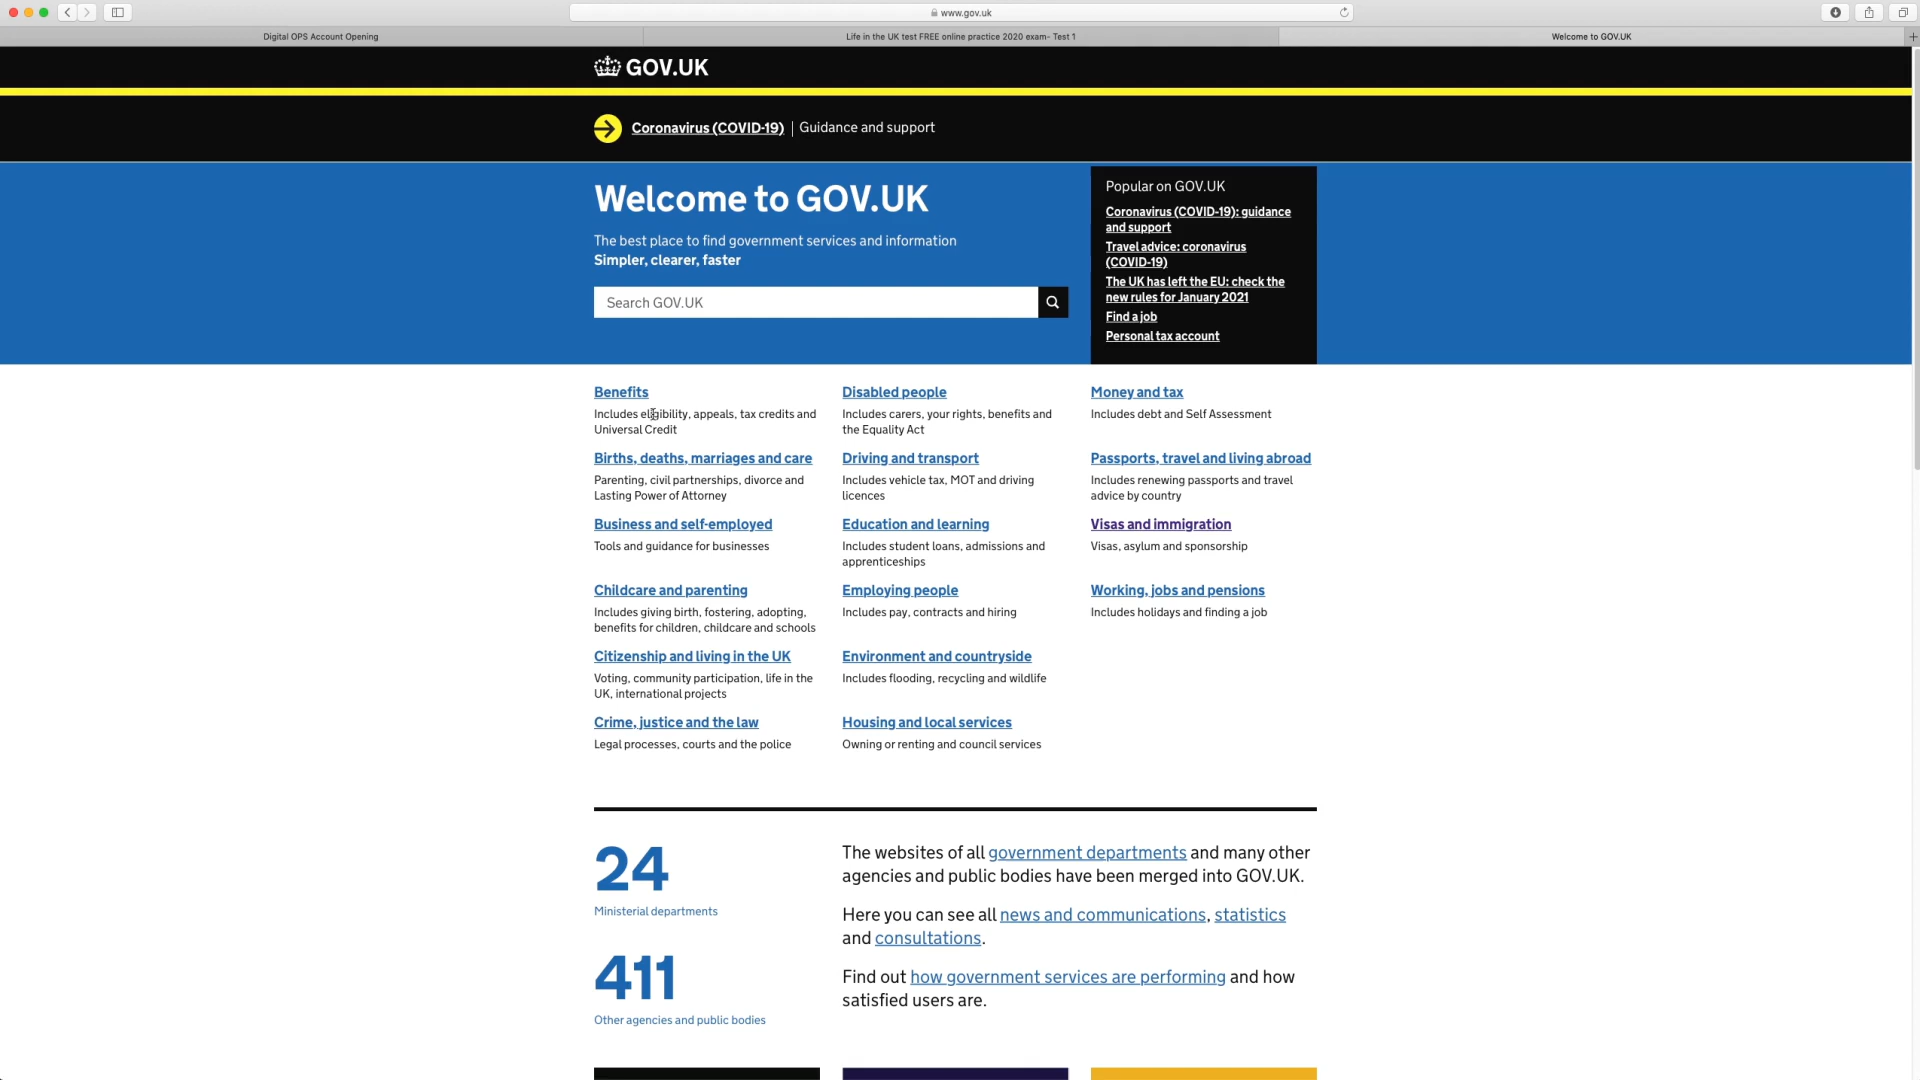 www.gov.uk
Digital OPS Account Opening
Life in the UK test FREE online practice 2020 exam- Test 1
Welcome to GOV.UK
GOV.UK
Coronavirus (COVID-19) | Guidance and support
Welcome to GOV.UK
The best place to find government services and information
Simpler, clearer, faster
Search GOV.UK
Popular on GOV.UK
Coronavirus (COVID-19): guidance
and support
Travel advice: coronavirus
(COVID-19)
The UK has left the EU: check the
new rules for January 2021
Find a job
Personal tax account
Benefits
Includes eligibility, appeals, tax credits and
Universal Credit
Births, deaths, marriages and care
Parenting, civil partnerships, divorce and
Lasting Power of Attorney
Business and self-employed
Tools and guidance for businesses
Childcare and parenting
Includes giving birth, fostering, adopting,
benefits for children, childcare and schools
Citizenship and living in the UK
Voting, community participation, life in the
UK, international projects
Crime, justice and the law
Legal processes, courts and the police
Disabled people
Includes carers, your rights, benefits and
the Equality Act
Driving and transport
Includes vehicle tax, MOT and driving
licences
Education and learning
Includes student loans, admissions and
apprenticeships
Employing people
Includes pay, contracts and hiring
Environment and countryside
Includes flooding, recycling and wildlife
Housing and local services
Owning or renting and council services
Money and tax
Includes debt and Self Assessment
Passports, travel and living abroad
Includes renewing passports and travel
advice by country
Visas and immigration
Visas, asylum and sponsorship
Working, jobs and pensions
Includes holidays and finding a job
24
Ministerial departments
411
Other agencies and public bodies
The websites of all government departments and many other
agencies and public bodies have been merged into GOV.UK.
Here you can see all news and communications, statistics
and consultations.
Find out how government services are performing and how
satisfied users are.